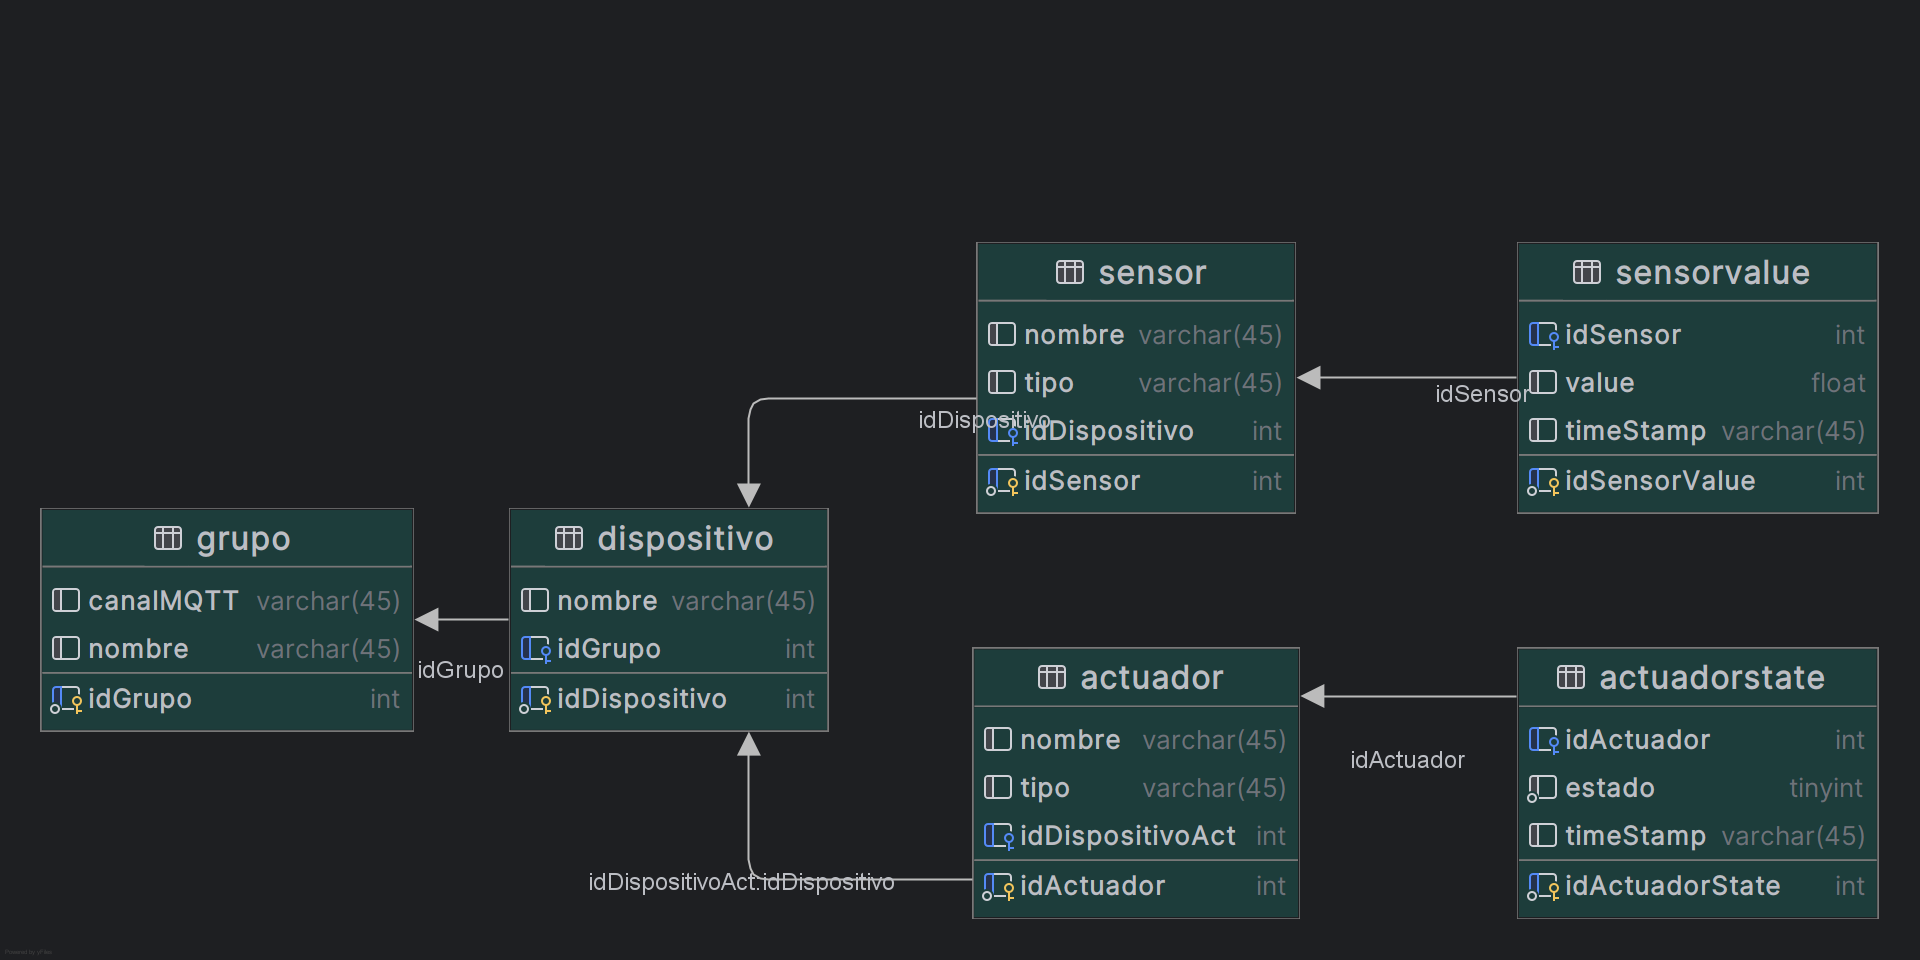 sensor
nombre varchar(45)
tipo varchar(45)
idDispositivo int
idSensor int
sensorvalue
idSensor int
value float
timeStamp varchar(45)
idSensorValue int
idSensor
idDispositivo
grupo
canalMQTT varchar(45)
nombre varchar(45)
idGrupo int
idGrupo
dispositivo
nombre varchar(45)
idGrupo int
idDispositivo int
actuador
nombre varchar(45)
tipo varchar(45)
idDispositivoAct int
idActuador int
idActuador
actuadorstate
idActuador int
estado tinyint
timeStamp varchar(45)
idActuadorState int
idDispositivoAct:idDispositivo